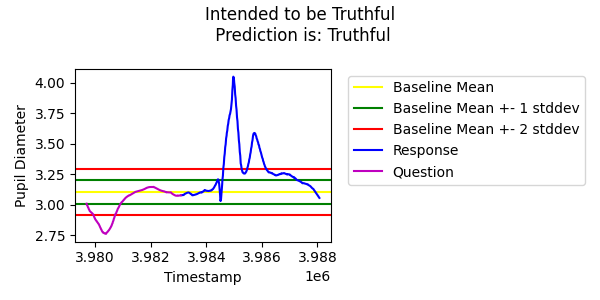 Intended to be Truthful
Prediction is: Truthful
4.00
3.75
3.50
3.25
3.00
2.75
Pupil Diameter
3.980 3.982 3.984 3.986 3.988
1e6
Timestamp
Baseline Mean
Baseline Mean +- 1 stddev
Baseline Mean +- 2 stddev
Response
Question